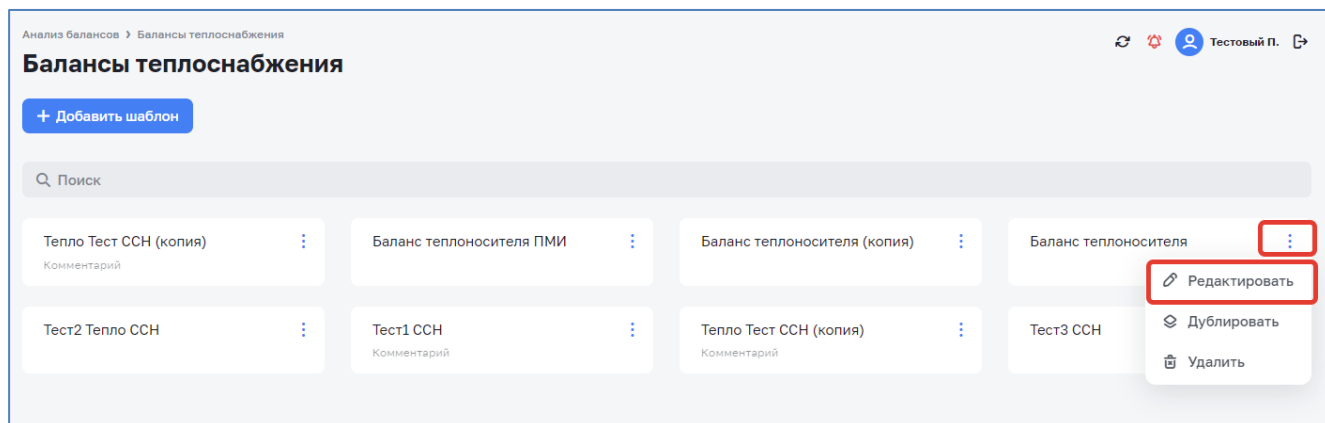 Анализ балансов › Балансы теплоснабжения
Тестовый П.
Балансы теплоснабжения
+ Добавить шаблон
Поиск
Тепло Тест ССН (копия)
Комментарий
Баланс теплоносителя ПМИ
Баланс теплоносителя (копия)
Баланс теплоносителя
Редактировать
Дублировать
Удалить
Тест2 Тепло ССН
Тест1 ССН
Комментарий
Тепло Тест ССН (копия)
Комментарий
Тест3 ССН